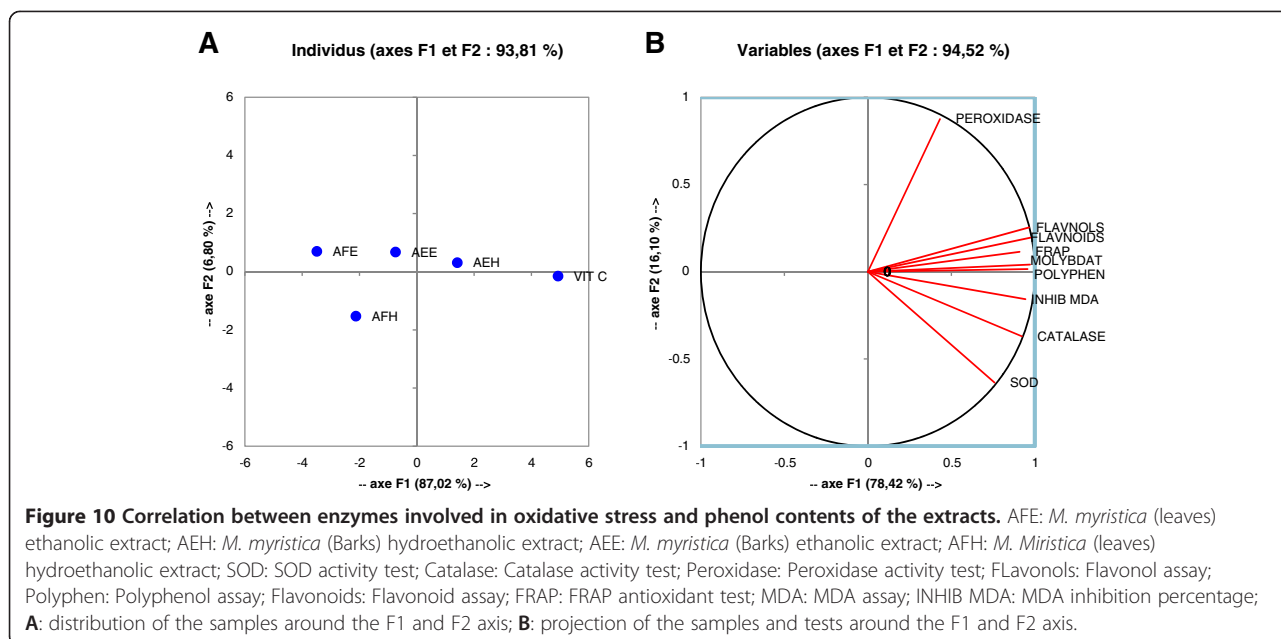 A
Individus (axes F1 et F2 : 93,81 %)
6
4
2
0
-2
-4
-6
-6 -4 -2 0 2 4 6
-- axe F2 (6,80 %) -->
-- axe F1 (87,02 %) -->
AFE
AEE
AEH
VIT C
AFH
B
Variables (axes F1 et F2 : 94,52 %)
1
0.5
0
-0.5
-1
-1 -0.5 0 0.5 1
-- axe F2 (16,10 %) -->
-- axe F1 (78,42 %) -->
PEROXIDASE
FLAVNOLS
FLAVNOIDS
FRAP
MOLYBDAT
POLYPHEN
0
INHIB MDA
CATALASE
SOD
Figure 10 Correlation between enzymes involved in oxidative stress and phenol contents of the extracts. AFE: M. myristica (leaves)
ethanolic extract; AEH: M. myristica (Barks) hydroethanolic extract; AEE: M. myristica (Barks) ethanolic extract; AFH: M. Miristica (leaves)
hydroethanolic extract; SOD: SOD activity test; Catalase: Catalase activity test; Peroxidase: Peroxidase activity test; FLavonols: Flavonol assay;
Polyphen: Polyphenol assay; Flavonoids: Flavonoid assay; FRAP: FRAP antioxidant test; MDA: MDA assay; INHIB MDA: MDA inhibition percentage;
A: distribution of the samples around the F1 and F2 axis; B: projection of the samples and tests around the F1 and F2 axis.